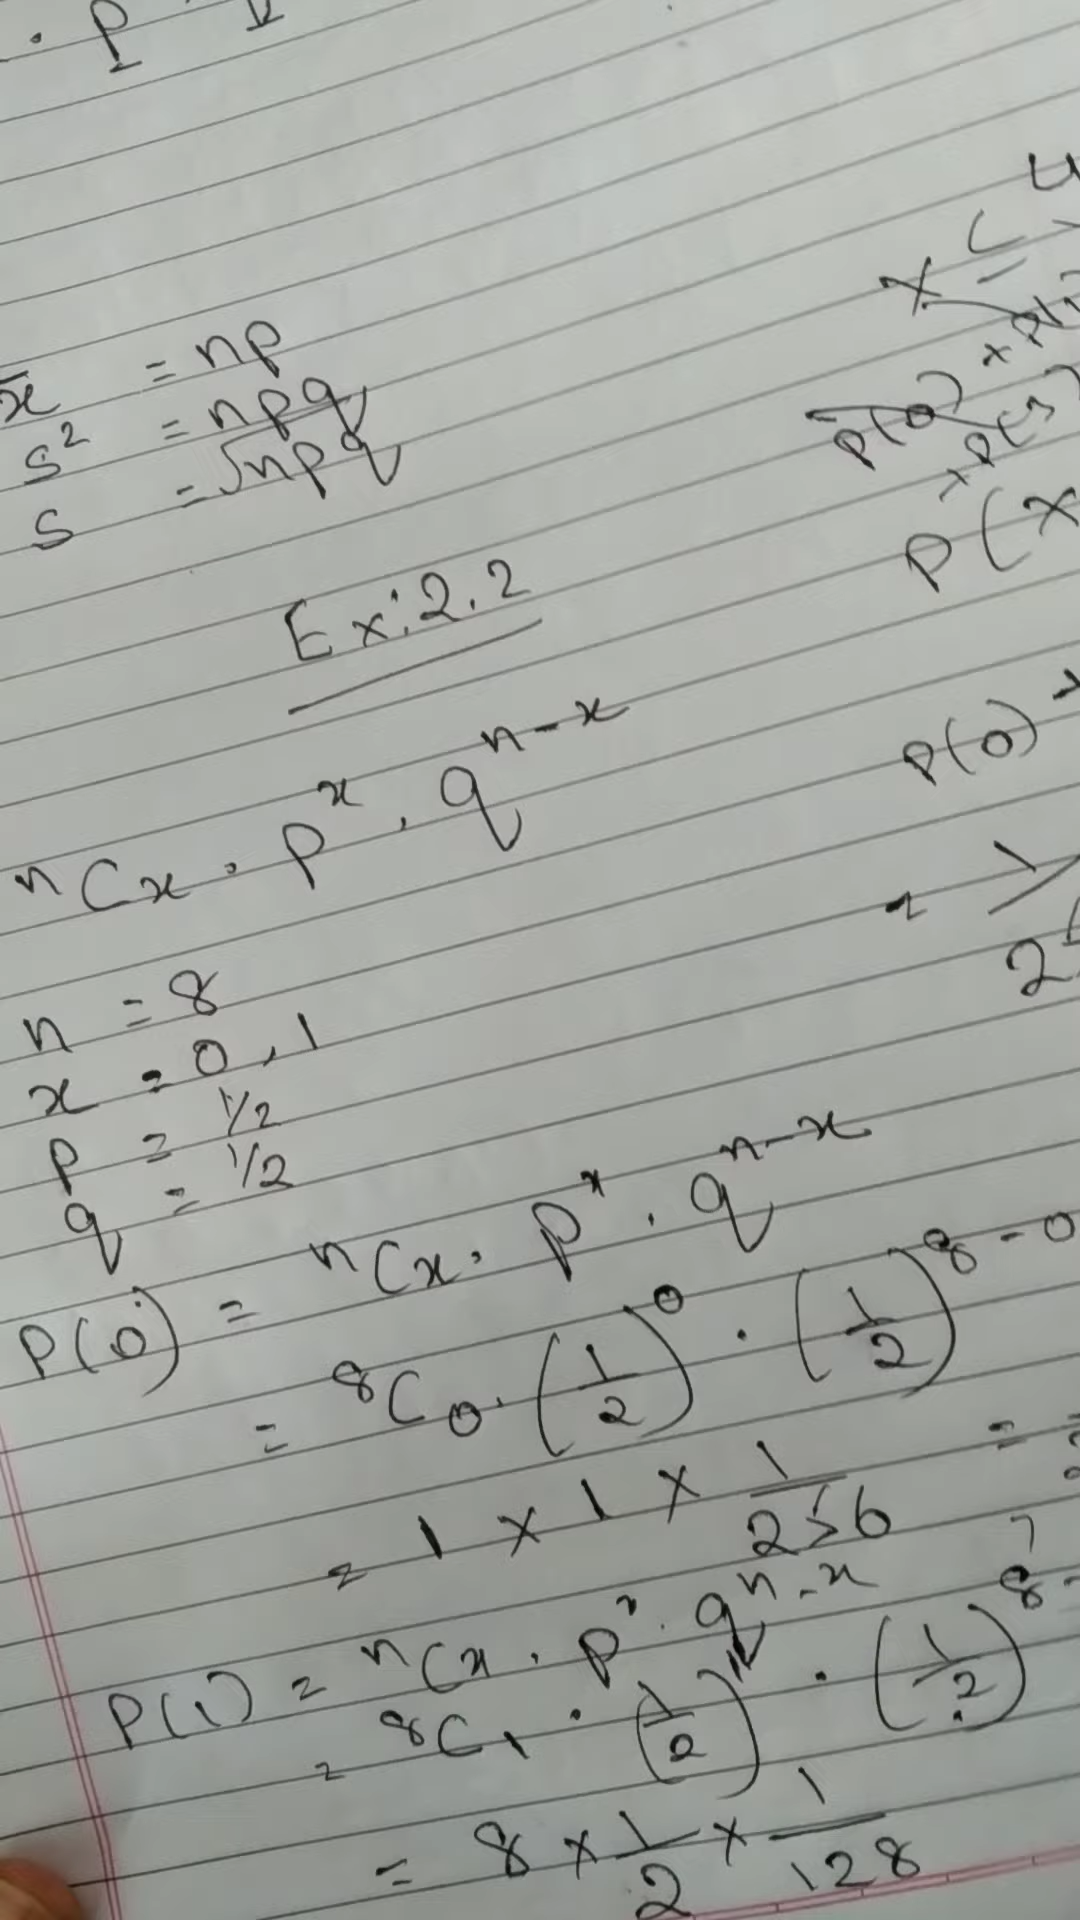 . P
x̄ = np
s² = npq
s = √npq
Ex: 2.2
ⁿCx . pˣ . qⁿ⁻ˣ
n = 8
x = 0, 1
p = 1/2
q = 1/2
P(0) = ⁿCx . pˣ . qⁿ⁻ˣ
= ⁸C₀ . (1/2)⁰ . (1/2)⁸⁻⁰
= 1 × 1 × 1/256 =
P(1) = ⁿCx . pˣ . qⁿ⁻ˣ
= ⁸C₁ . (1/2) . (1/2)⁸⁻
= 8 × 1/2 × 1/128
X ≤
P(0)
× P(3)
P(X
P(0)